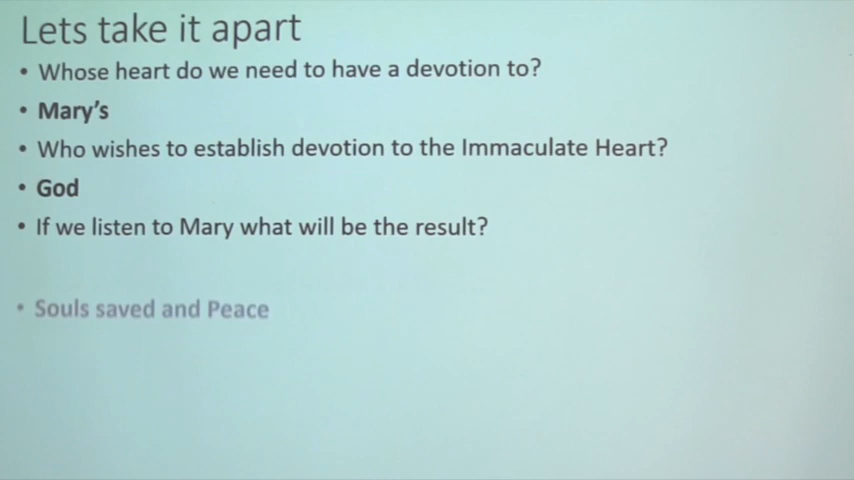 Lets take it apart
• Whose heart do we need to have a devotion to?
• Mary's
• Who wishes to establish devotion to the Immaculate Heart?
• God
• If we listen to Mary what will be the result?
• Souls saved and Peace